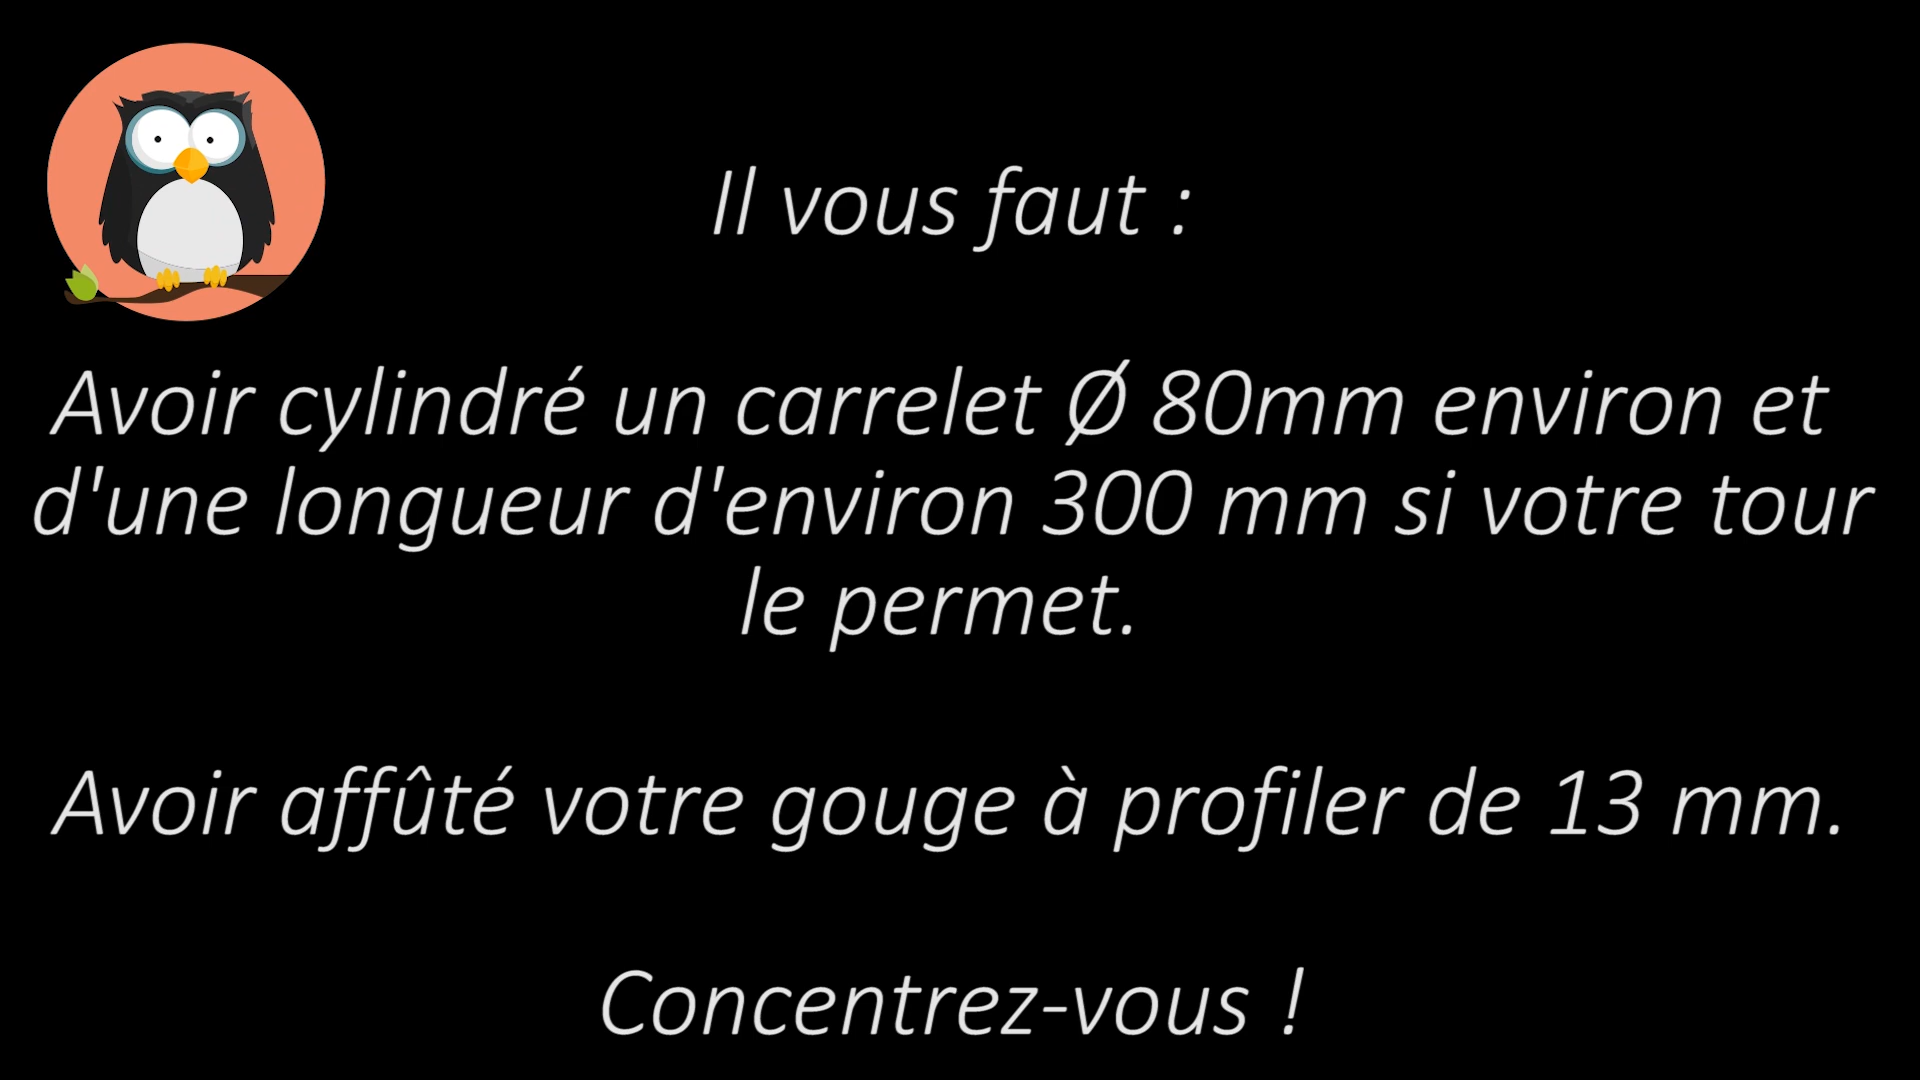 Il vous faut :
Avoir cylindré un carrelet Ø 80mm environ et
d'une longueur d'environ 300 mm si votre tour
le permet.
Avoir affûté votre gouge à profiler de 13 mm.
Concentrez-vous !